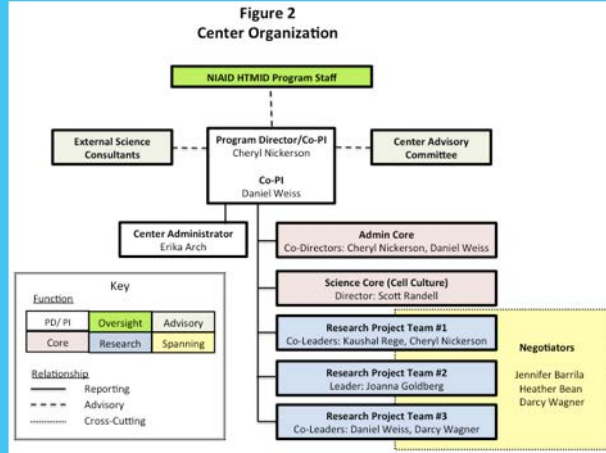 Figure 2
Center Organization
NIAID HTMID Program Staff
External Science
Consultants
Program Director/Co-PI
Cheryl Nickerson
Co-PI
Daniel Weiss
Center Advisory
Committee
Center Administrator
Erika Arch
Admin Core
Co-Directors: Cheryl Nickerson, Daniel Weiss
Science Core (Cell Culture)
Director: Scott Randell
Research Project Team #1
Co-Leaders: Kaushal Rege, Cheryl Nickerson
Research Project Team #2
Leader: Joanna Goldberg
Research Project Team #3
Co-Leaders: Daniel Weiss, Darcy Wagner
Negotiators
Jennifer Barrila
Heather Bean
Darcy Wagner
Key
Function
PD/ PI Oversight Advisory
Core Research Spanning
Relationship
Reporting
Advisory
Cross-Cutting